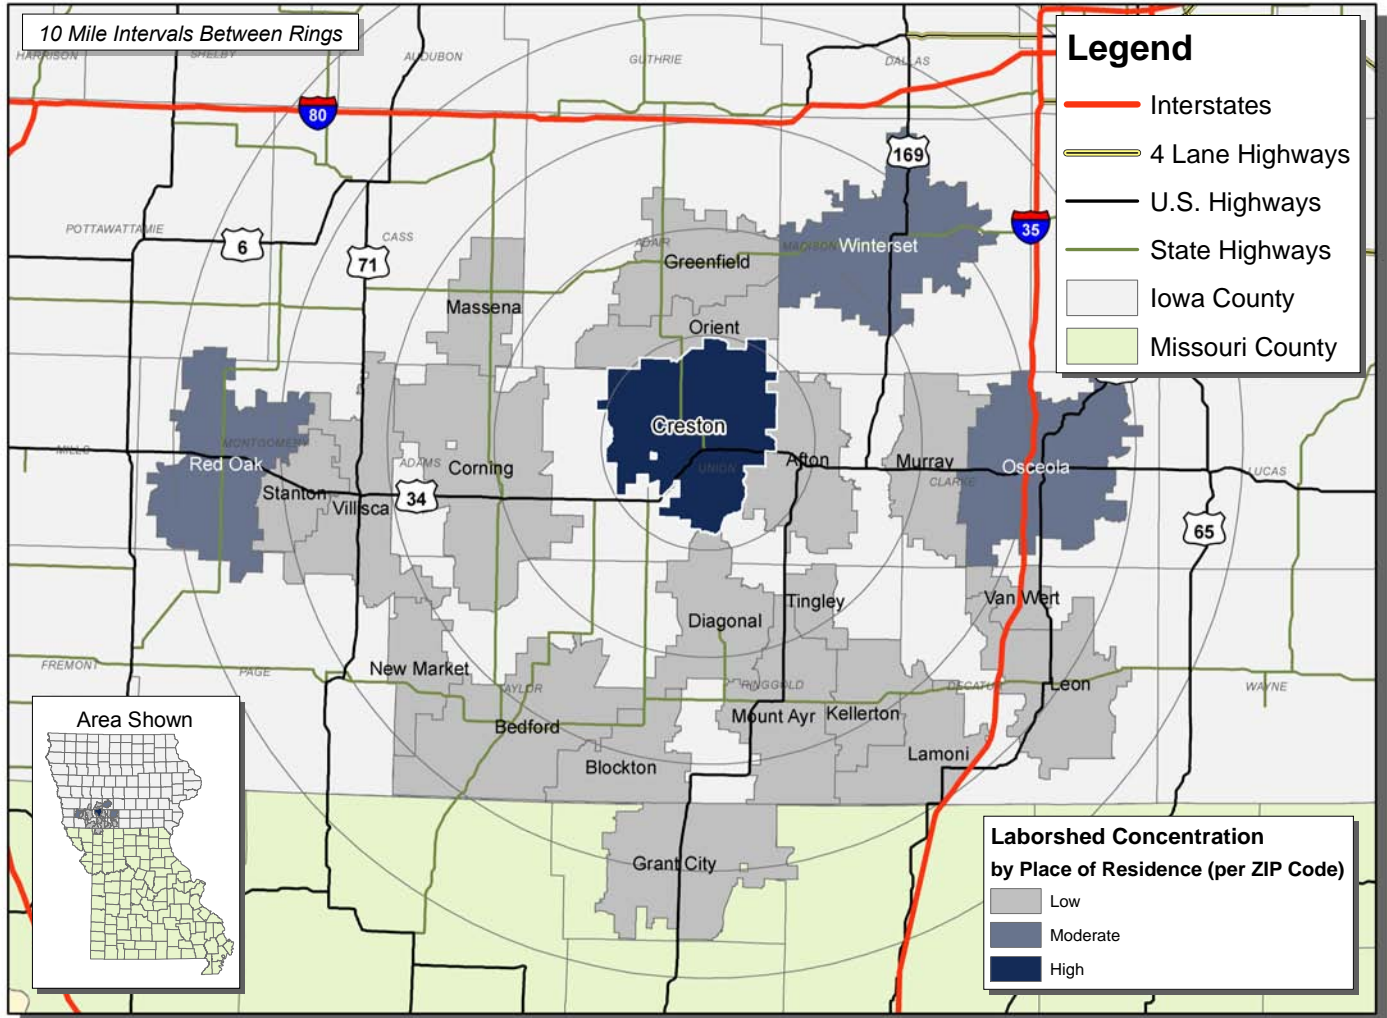 10 Mile Intervals Between Rings
HARRISON
SHELBY
AUDUBON
GUTHRIE
DALLAS
Legend
Interstates
4 Lane Highways
U.S. Highways
State Highways
Iowa County
Missouri County
80
169
35
POTTAWATTAMIE
6
71
CASS
ADAIR
MADISON
Winterset
Greenfield
Massena
Orient
Creston
MILLS
MONTGOMERY
Red Oak
ADAMS
Corning
UNION
Afton
Murray
CLARKE
Osceola
LUCAS
Stanton
Villisca
34
65
Tingley
Van Wert
Diagonal
FREMONT
PAGE
New Market
TAYLOR
RINGGOLD
DECATUR
Leon
WAYNE
Bedford
Mount Ayr
Kellerton
Lamoni
Blockton
Grant City
Area Shown
Laborshed Concentration
by Place of Residence (per ZIP Code)
Low
Moderate
High